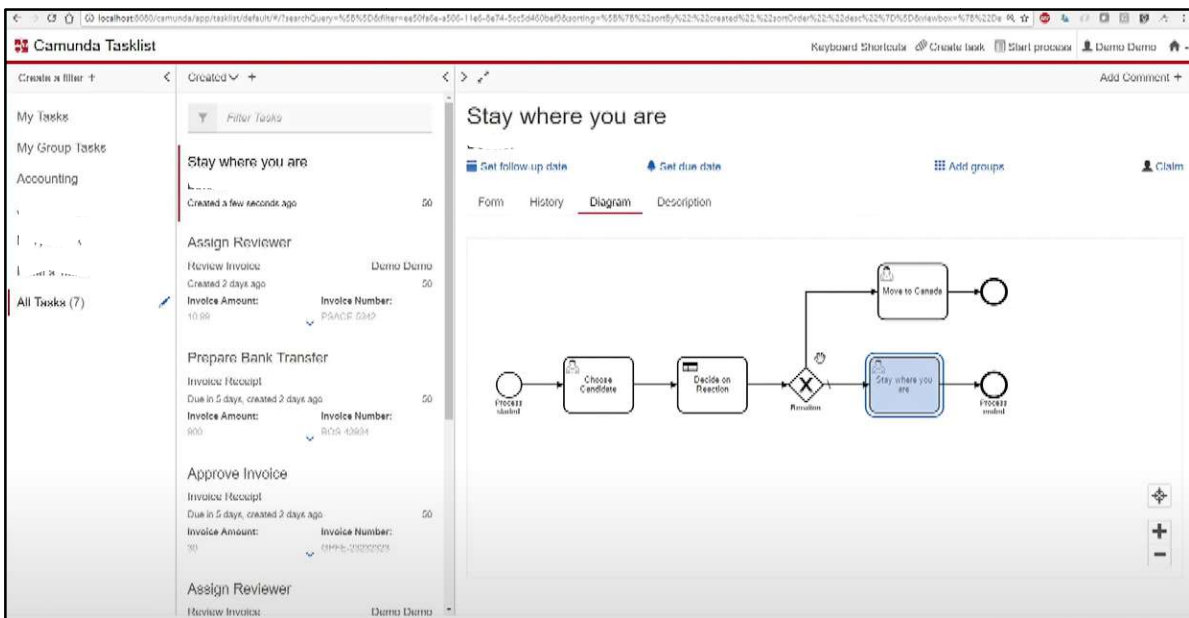 Camunda Tasklist
Keyboard Shortcuts Create task Start process Demo Demo
Create a filter +
Created +
Add Comment +
My Tasks
My Group Tasks
Accounting
All Tasks (7)
Filter Tasks
Stay where you are
Created a few seconds ago 50
Assign Reviewer
Review Invoice Demo Demo
Created 2 days ago 50
Invoice Amount: Invoice Number:
10.99
Prepare Bank Transfer
Invoice Receipt
Due in 5 days, created 2 days ago 50
Invoice Amount: Invoice Number:
900
Approve Invoice
Invoice Receipt
Due in 5 days, created 2 days ago 50
Invoice Amount: Invoice Number:
30
Assign Reviewer
Review Invoice Demo Demo
Stay where you are
Set follow-up date Set due date Add groups Claim
Form History Diagram Description
Move to Canada
Process
started
Choose
Candidate
Decide on
Reaction
Reaction
Stay where you
are
Process
ended